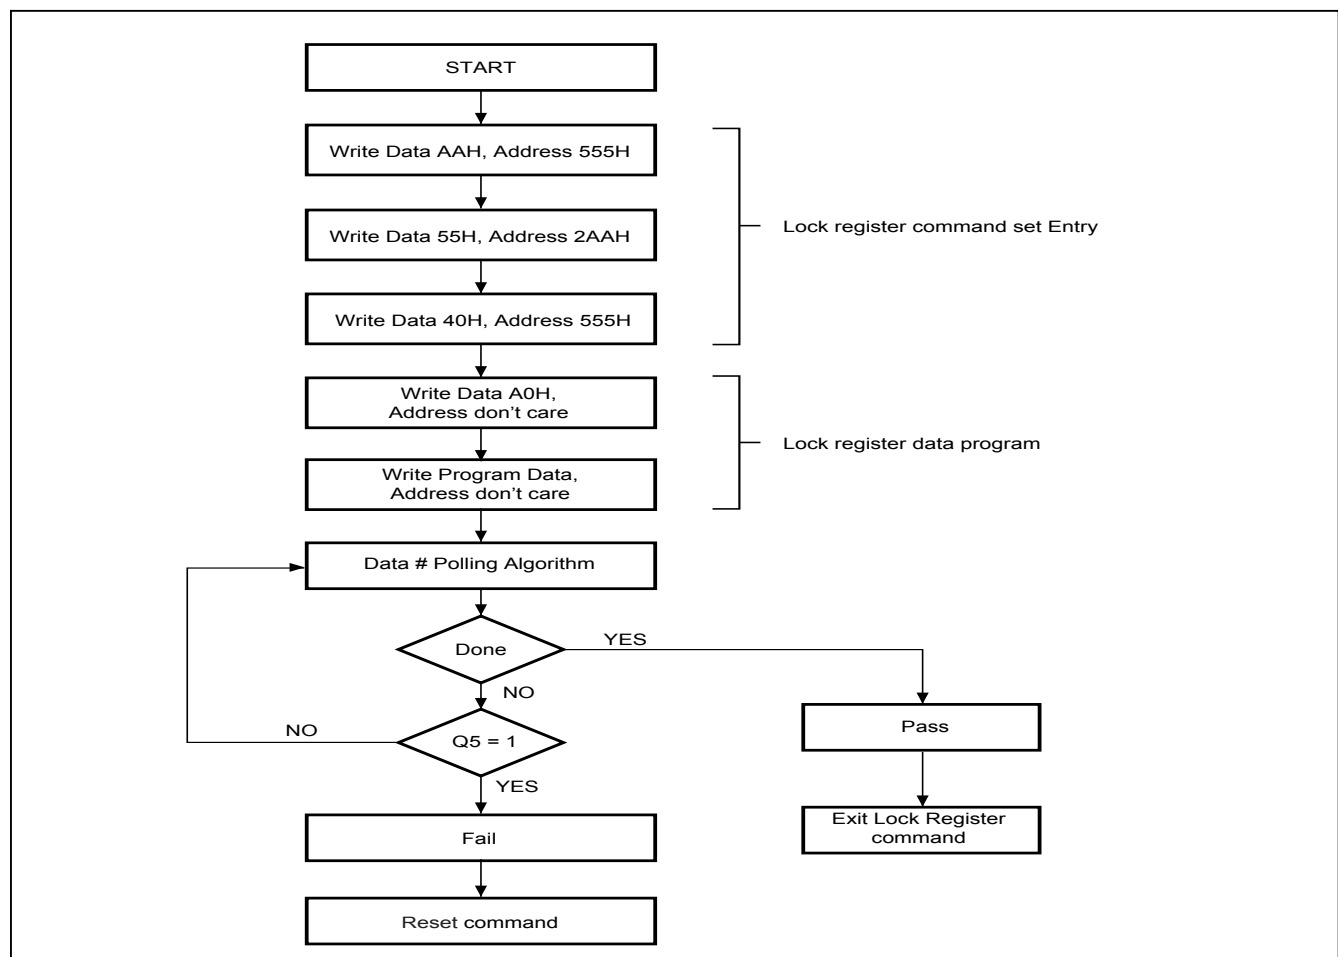 START
Write Data AAH, Address 555H
Write Data 55H, Address 2AAH
Lock register command set Entry
Write Data 40H, Address 555H
Write Data A0H,
Address don't care
Lock register data program
Write Program Data,
Address don't care
Data # Polling Algorithm
Done
YES
NO
Q5 = 1
NO
YES
Pass
Fail
Exit Lock Register
command
Reset command